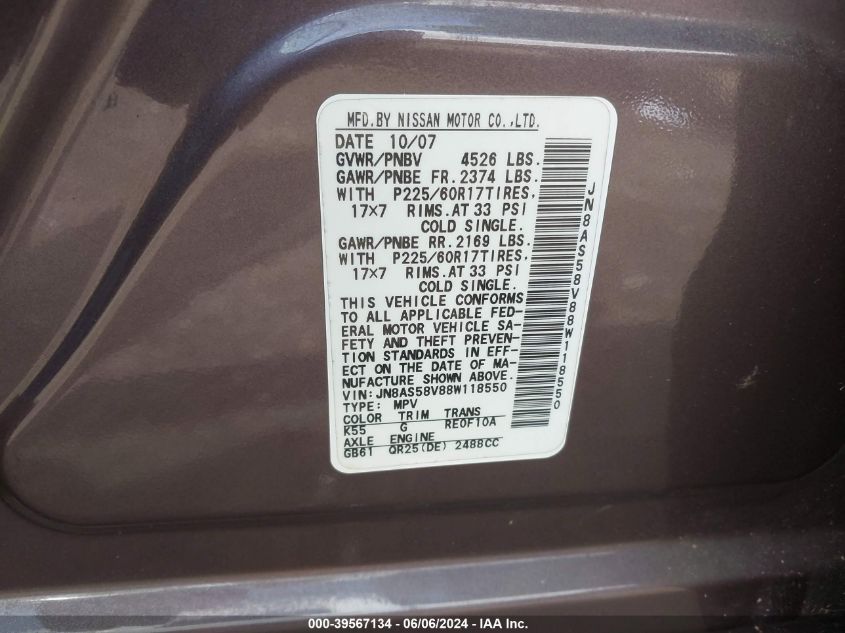 MFD.BY NISSAN MOTOR CO.,LTD.
DATE 10/07
GVWR/PNBV 4526 LBS.
GAWR/PNBE FR. 2374 LBS.
WITH P225/60R17TIRES,
17×7 RIMS.AT 33 PSI
COLD SINGLE.
GAWR/PNBE RR. 2169 LBS.
WITH P225/60R17TIRES,
17×7 RIMS.AT 33 PSI
COLD SINGLE.
THIS VEHICLE CONFORMS
TO ALL APPLICABLE FED-
ERAL MOTOR VEHICLE SA-
FETY AND THEFT PREVEN-
TION STANDARDS IN EFF-
ECT ON THE DATE OF MA-
NUFACTURE SHOWN ABOVE.
VIN:JN8AS58V88W118550
TYPE: MPV
COLOR TRIM TRANS
K55 G RE0F10A
AXLE ENGINE
GB61 QR25(DE) 2488CC
JN8AS58V88W118550
000-39567134 - 06/06/2024 - IAA Inc.